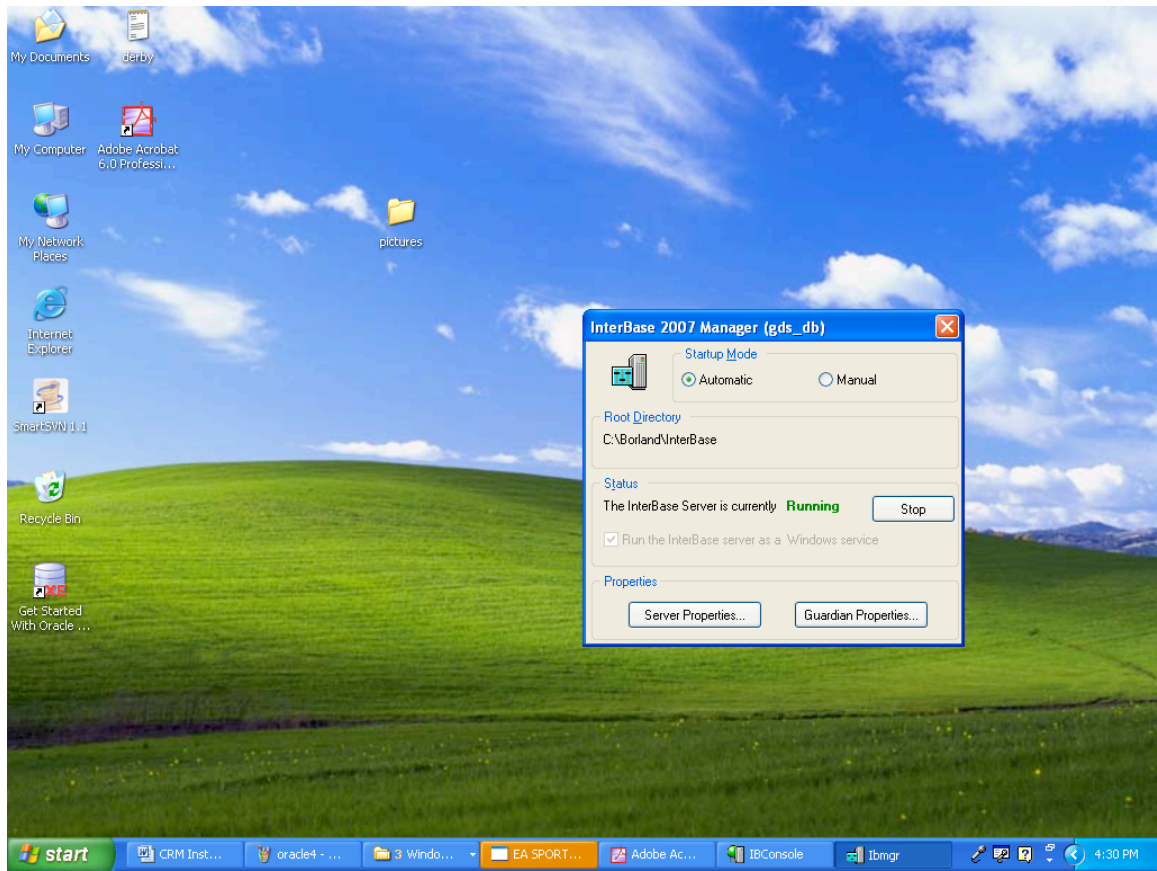 My Documents
derby
My Computer
Adobe Acrobat
6.0 Professi...
My Network
Places
pictures
Internet
Explorer
SmartSVN 1.1
Recycle Bin
XE
Get Started
With Oracle ...
InterBase 2007 Manager (gds_db)
Startup Mode
Automatic
Manual
Root Directory
C:\Borland\InterBase
Status
The InterBase Server is currently Running
Stop
Run the InterBase server as a Windows service
Properties
Server Properties...
Guardian Properties...
start
CRM Inst...
oracle4 - ...
3 Windo...
EA SPORT...
Adobe Ac...
IBConsole
Ibmgr
4:30 PM